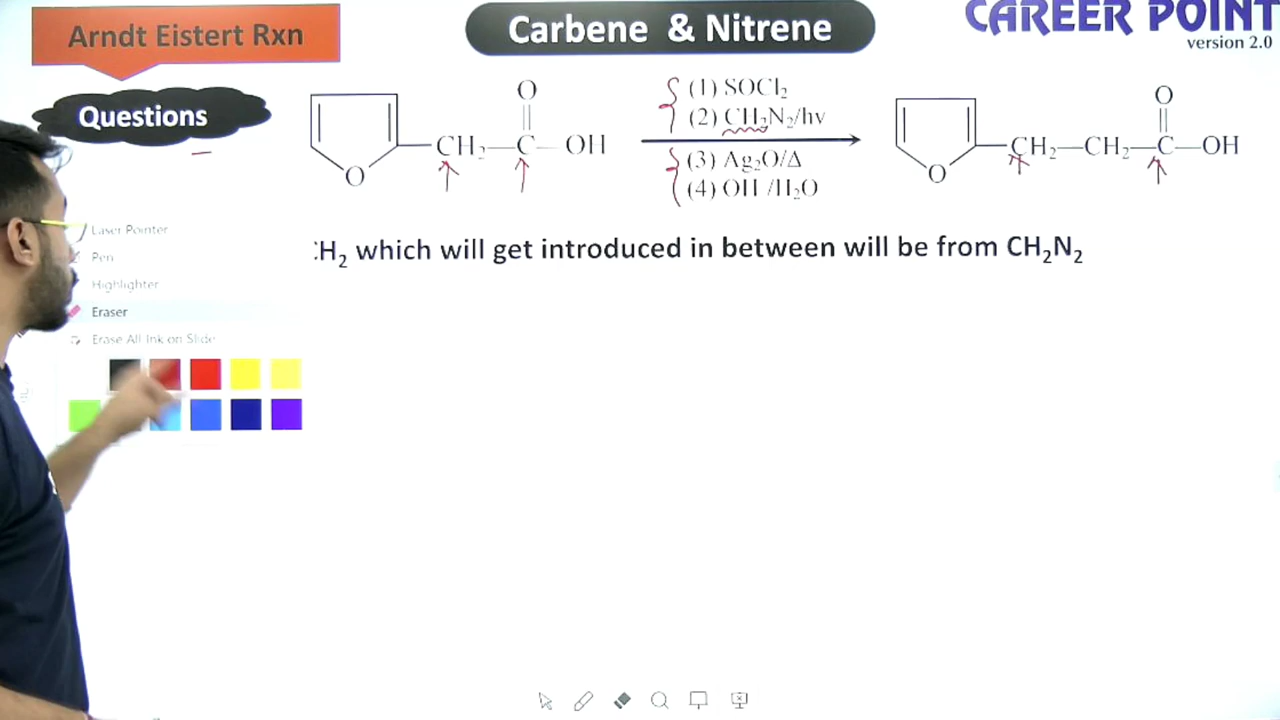 Arndt Eistert Rxn
Carbene & Nitrene
CAREER POINT
version 2.0
Questions
O
CH₂—C—OH
O
(1) SOCl₂
(2) CH₂N₂/hv
(3) Ag₂O/Δ
(4) OH⁻/H₂O
O
CH₂—CH₂—C—OH
O
H₂ which will get introduced in between will be from CH₂N₂
Laser Pointer
Pen
Highlighter
Eraser
Erase All Ink on Slide